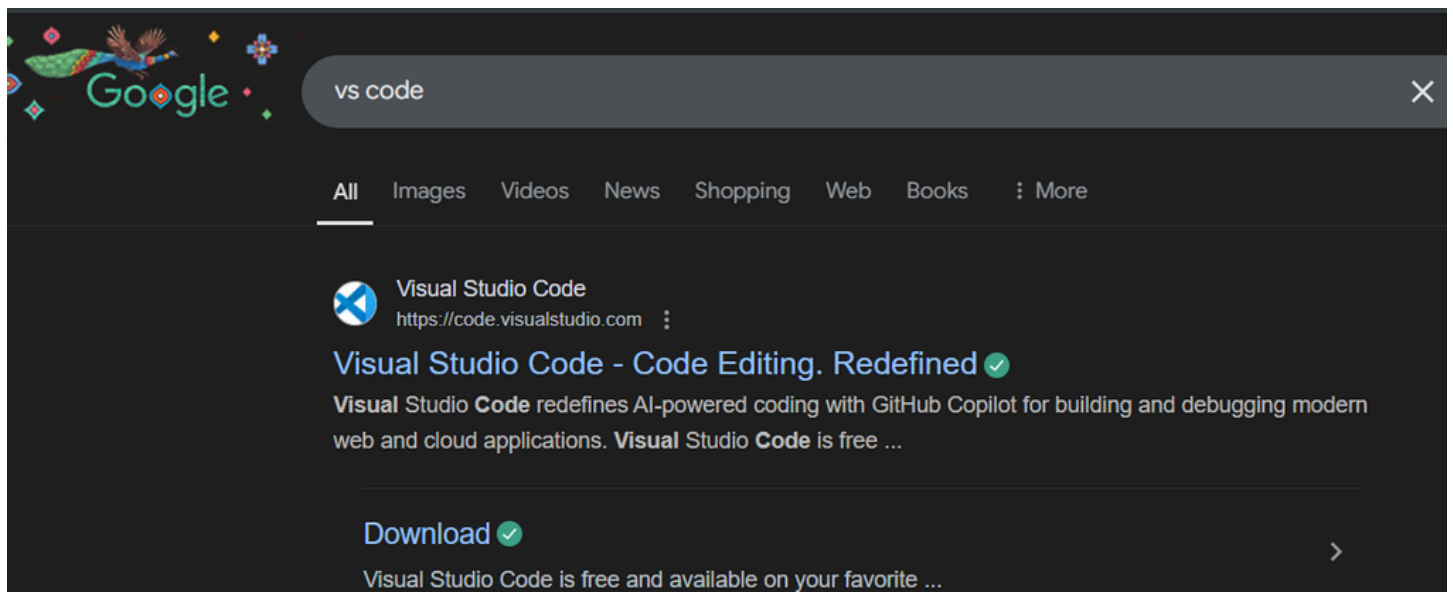 Google
vs code
All Images Videos News Shopping Web Books More
Visual Studio Code
https://code.visualstudio.com
Visual Studio Code - Code Editing. Redefined
Visual Studio Code redefines AI-powered coding with GitHub Copilot for building and debugging modern
web and cloud applications. Visual Studio Code is free ...
Download
Visual Studio Code is free and available on your favorite ...